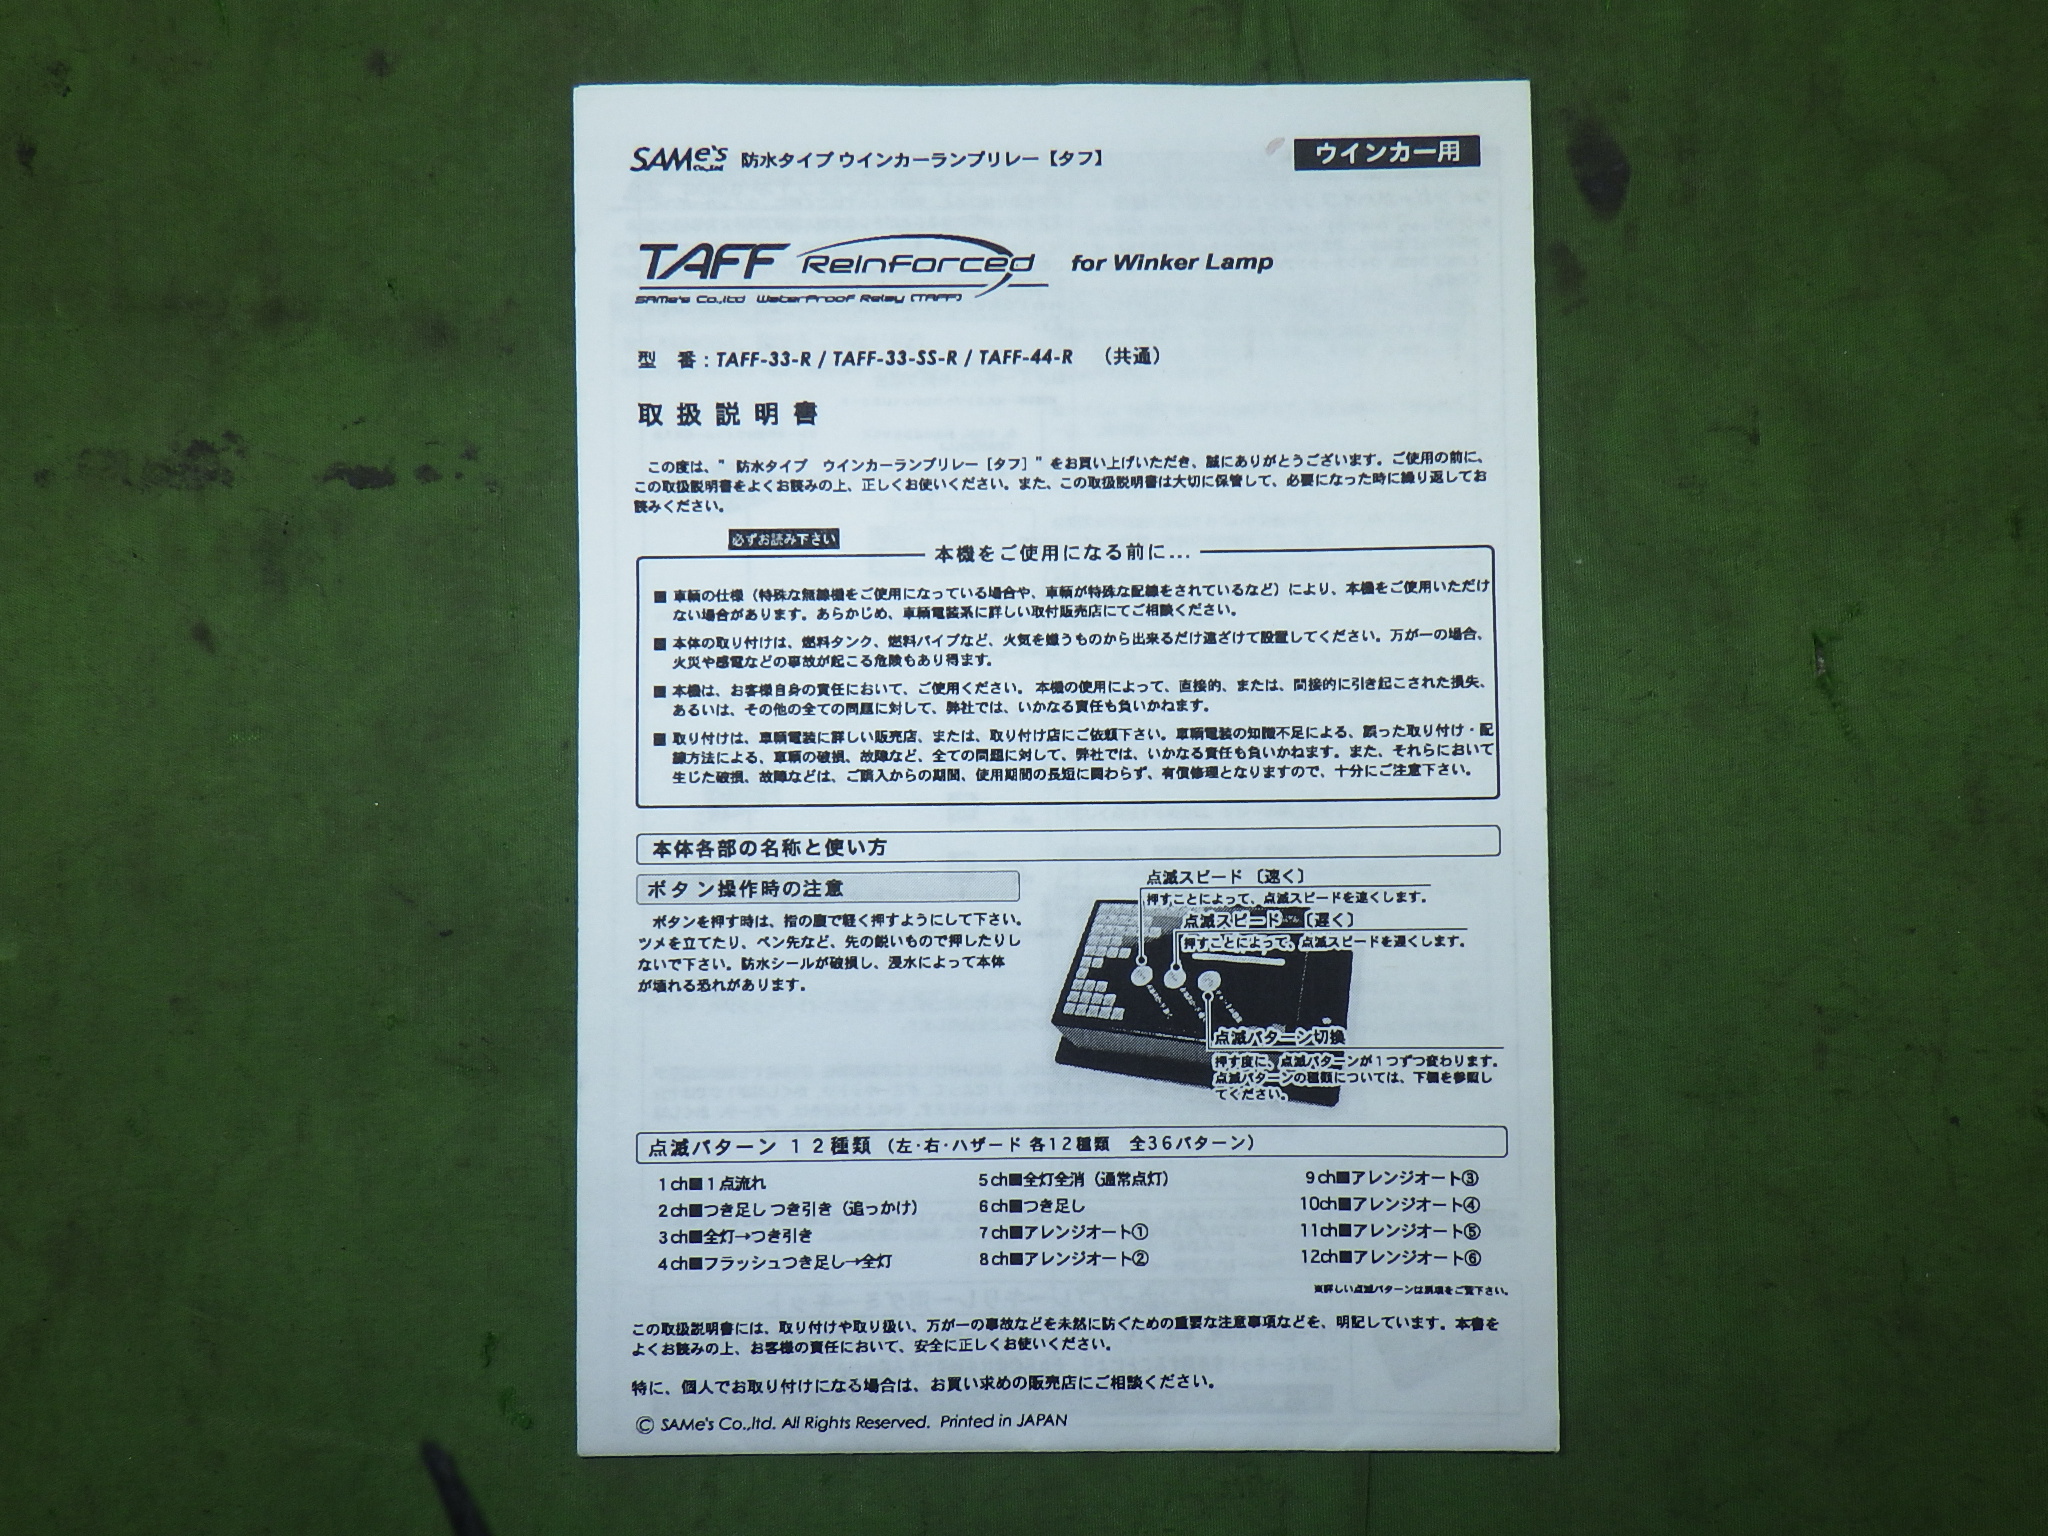 SAMe's Co.,Ltd 防水タイプ ウインカーランプリレー【タフ】
ウインカー用
TAFF Reinforced for Winker Lamp
SAMe's Co.,ltd WaterProof Relay (TAFF)
型 番：TAFF-33-R / TAFF-33-SS-R / TAFF-44-R （共通）
取扱説明書
この度は、”防水タイプ ウインカーランプリレー［タフ］”をお買い上げいただき、誠にありがとうございます。ご使用の前に、
この取扱説明書をよくお読みの上、正しくお使いください。また、この取扱説明書は大切に保管して、必要になった時に繰り返してお
読みください。
必ずお読み下さい
本機をご使用になる前に…
■ 車輌の仕様（特殊な無線機をご使用になっている場合や、車輌が特殊な配線をされているなど）により、本機をご使用いただけ
ない場合があります。あらかじめ、車輌電装系に詳しい取付販売店にてご相談ください。
■ 本体の取り付けは、燃料タンク、燃料パイプなど、火気を嫌うものから出来るだけ遠ざけて設置してください。万が一の場合、
火災や感電などの事故が起こる危険もあり得ます。
■ 本機は、お客様自身の責任において、ご使用ください。本機の使用によって、直接的、または、間接的に引き起こされた損失、
あるいは、その他の全ての問題に対して、弊社では、いかなる責任も負いかねます。
■ 取り付けは、車輌電装に詳しい販売店、または、取り付け店にご依頼下さい。車輌電装の知識不足による、誤った取り付け・配
線方法による、車輌の破損、故障など、全ての問題に対して、弊社では、いかなる責任も負いかねます。また、それらにおいて
生じた破損、故障などは、ご購入からの期間、使用期間の長短に関わらず、有償修理となりますので、十分にご注意下さい。
本体各部の名称と使い方
ボタン操作時の注意
ボタンを押す時は、指の腹で軽く押すようにして下さい。
ツメを立てたり、ペン先など、先の鋭いもので押したりし
ないで下さい。防水シールが破損し、浸水によって本体
が壊れる恐れがあります。
点滅スピード〔速く〕
押すことによって、点滅スピードを速くします。
点滅スピード〔遅く〕
押すことによって、点滅スピードを遅くします。
点滅パターン切換
押す度に、点滅パターンが１つずつ変わります。
点滅パターンの種類については、下欄を参照し
てください。
点滅パターン １２種類 （左・右・ハザード 各12種類 全36パターン）
1ch■１点流れ
2ch■つき足し つき引き（追っかけ）
3ch■全灯→つき引き
4ch■フラッシュつき足し→全灯
5ch■全灯全消（通常点灯）
6ch■つき足し
7ch■アレンジオート①
8ch■アレンジオート②
9ch■アレンジオート③
10ch■アレンジオート④
11ch■アレンジオート⑤
12ch■アレンジオート⑥
※詳しい点滅パターンは裏項をご覧下さい。
この取扱説明書には、取り付けや取り扱い、万が一の事故などを未然に防ぐための重要な注意事項などを、明記しています。本書を
よくお読みの上、お客様の責任において、安全に正しくお使いください。
特に、個人でお取り付けになる場合は、お買い求めの販売店にご相談ください。
© SAMe's Co.,ltd. All Rights Reserved. Printed in JAPAN